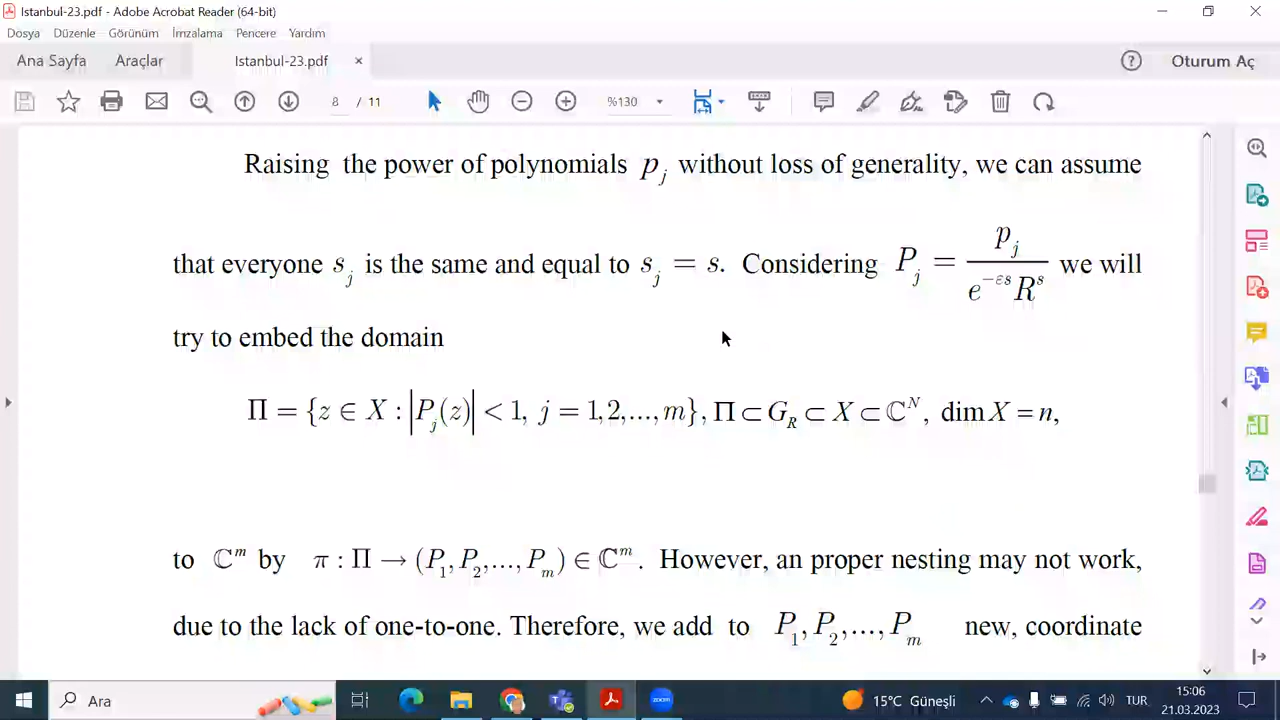 Istanbul-23.pdf - Adobe Acrobat Reader (64-bit)
Dosya Düzenle Görünüm İmzalama Pencere Yardım
Ana Sayfa Araçlar Istanbul-23.pdf × Oturum Aç
8 / 11 %130
Raising the power of polynomials p_j without loss of generality, we can assume
that everyone s_j is the same and equal to s_j = s. Considering P_j = p_j / (e^{-εs} R^s) we will
try to embed the domain
Π = {z ∈ X : |P_j(z)| < 1, j = 1,2,...,m}, Π ⊂ G_R ⊂ X ⊂ ℂ^N, dim X = n,
to ℂ^m by π : Π → (P_1, P_2, ..., P_m) ∈ ℂ^m. However, an proper nesting may not work,
due to the lack of one-to-one. Therefore, we add to P_1, P_2, ..., P_m new, coordinate
Ara zoom 15°C Güneşli TUR 15:06
21.03.2023